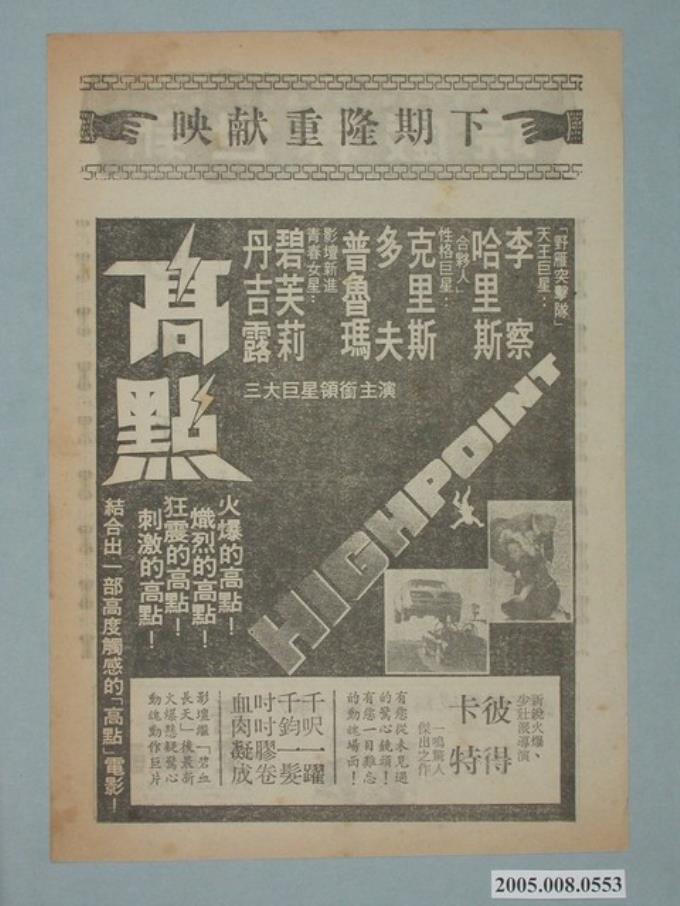 下期隆重献映
「野雁突擊隊」
天王巨星：
李察
哈里斯
「合夥人」
性格巨星：
克里斯
多夫
普魯瑪
影壇新進
青春女星：
碧芙莉
丹吉露
三大巨星領銜主演
高點
HIGHPOINT
火爆的高點！
熾烈的高點！
狂震的高點！
刺激的高點！
結合出一部高度觸感的「高點」電影！
新銳火爆、
少壯派導演
彼得
卡特
一鳴驚人
傑出之作
有您從未見過
的驚心鏡頭！
有您一目難忘
的動魂場面！
千呎一躍
千鈞一髮
吋吋膠卷
血肉凝成
影壇繼「碧血
長天」後最新
火爆懸疑驚心
動魂動作巨片
2005.008.0553